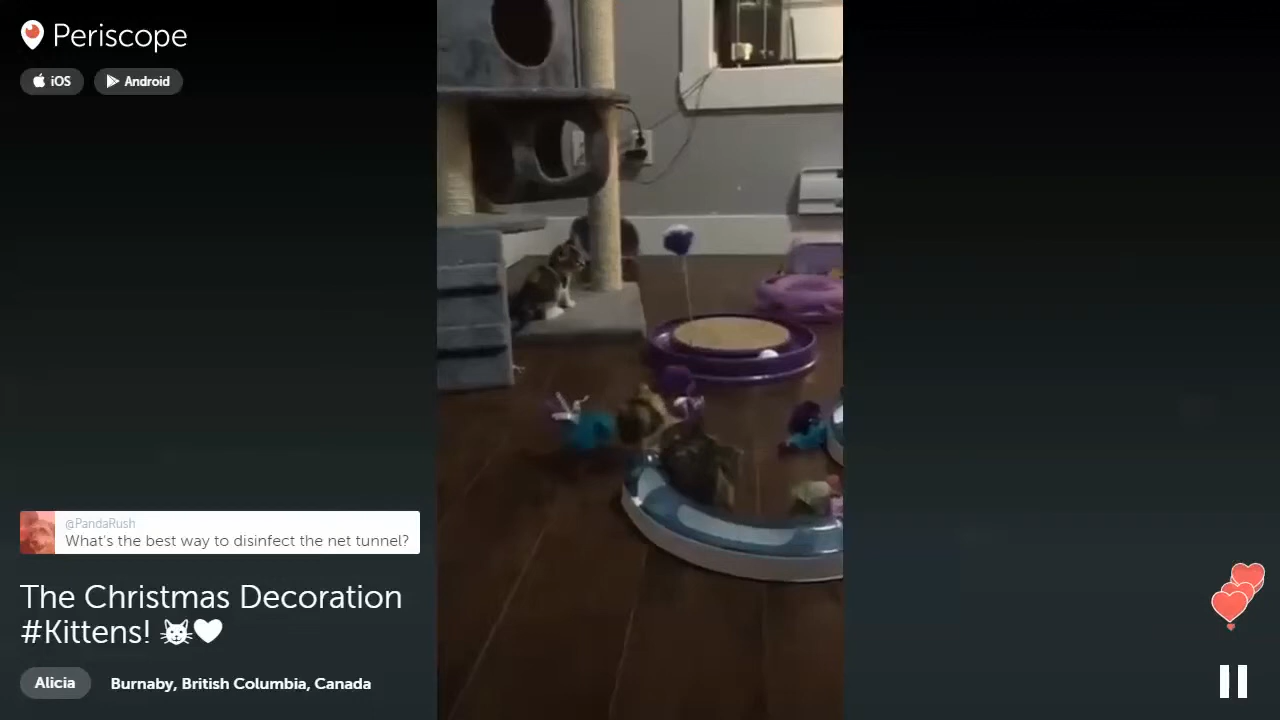 Periscope
iOS
Android
@PandaRush
What's the best way to disinfect the net tunnel?
The Christmas Decoration
#Kittens! 🐱❤
Alicia
Burnaby, British Columbia, Canada